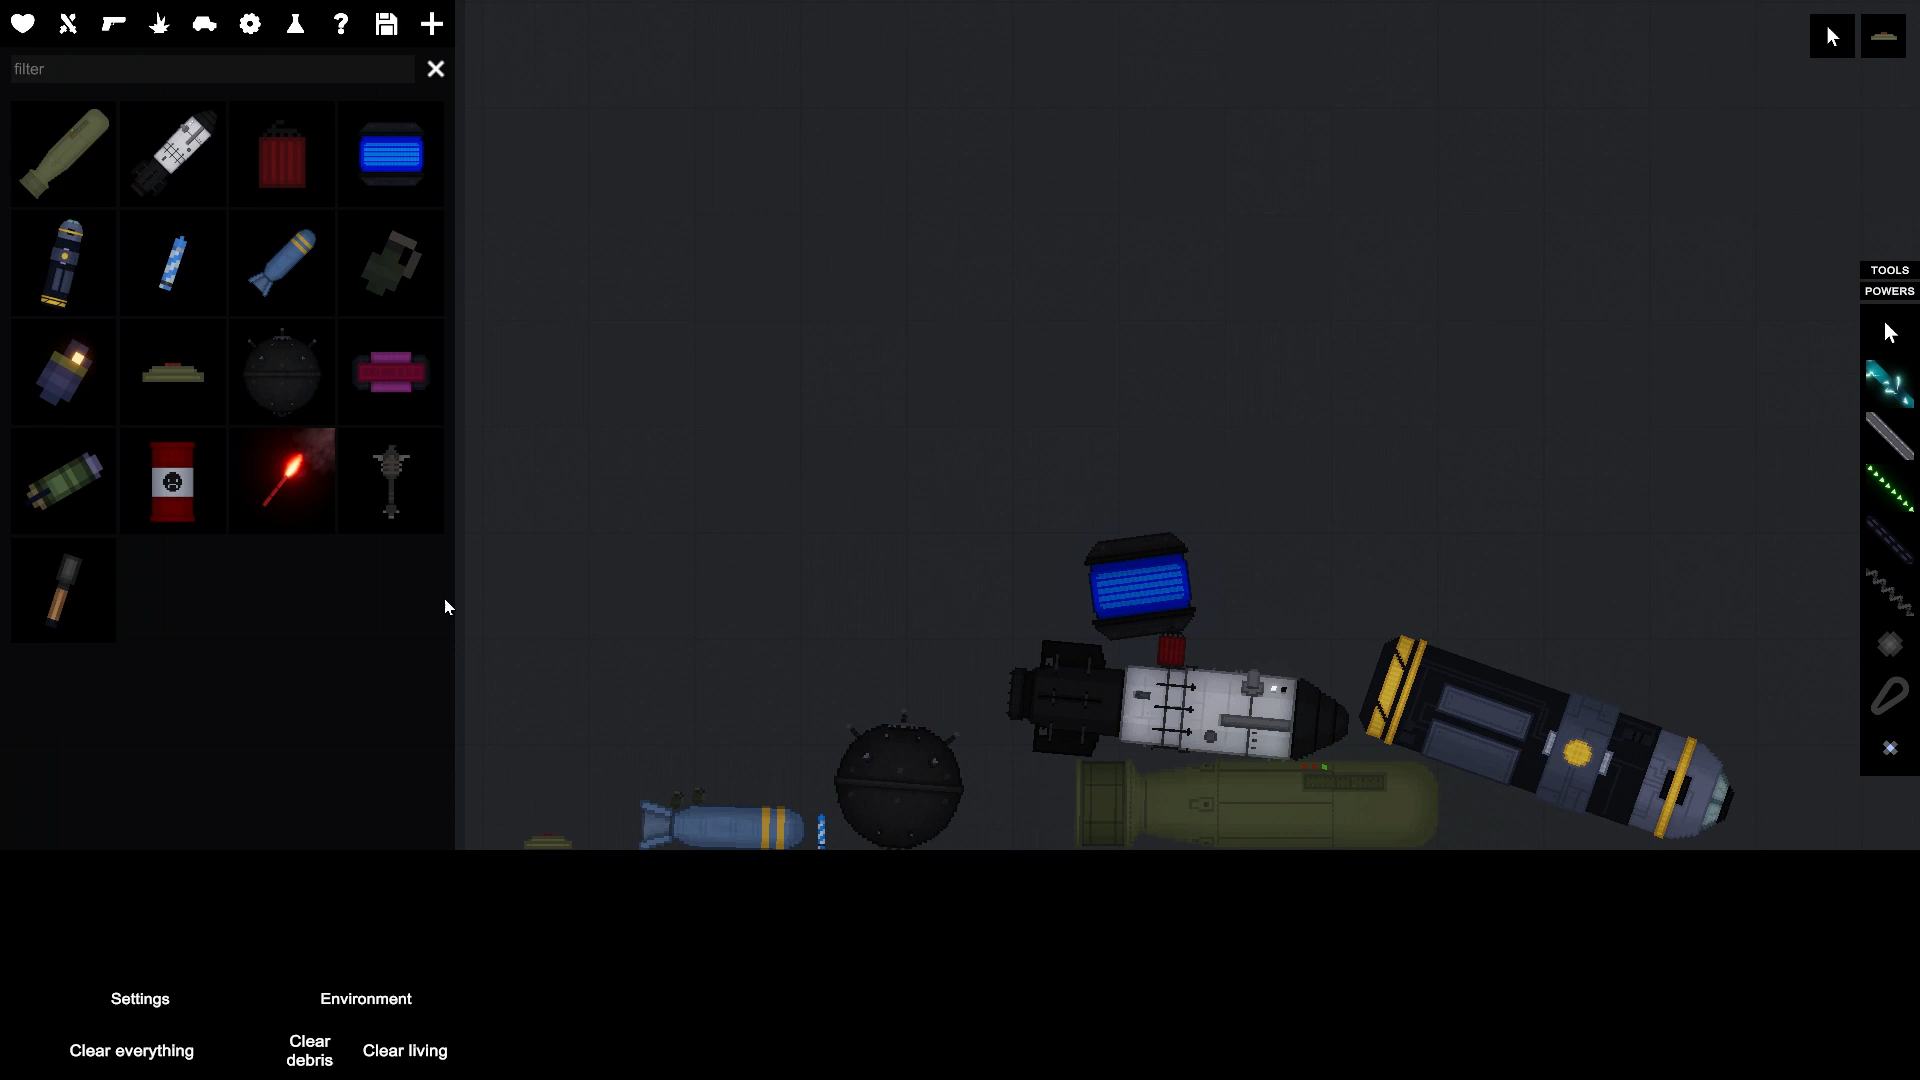 filter
TOOLS
POWERS
Settings
Environment
Clear everything
Clear
debris
Clear living